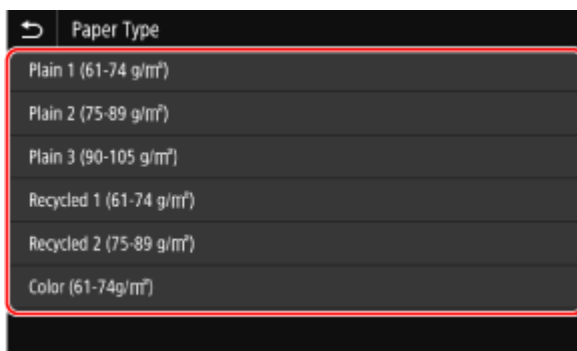 Paper Type
Plain 1 (61-74 g/m²)
Plain 2 (75-89 g/m²)
Plain 3 (90-105 g/m²)
Recycled 1 (61-74 g/m²)
Recycled 2 (75-89 g/m²)
Color (61-74g/m²)